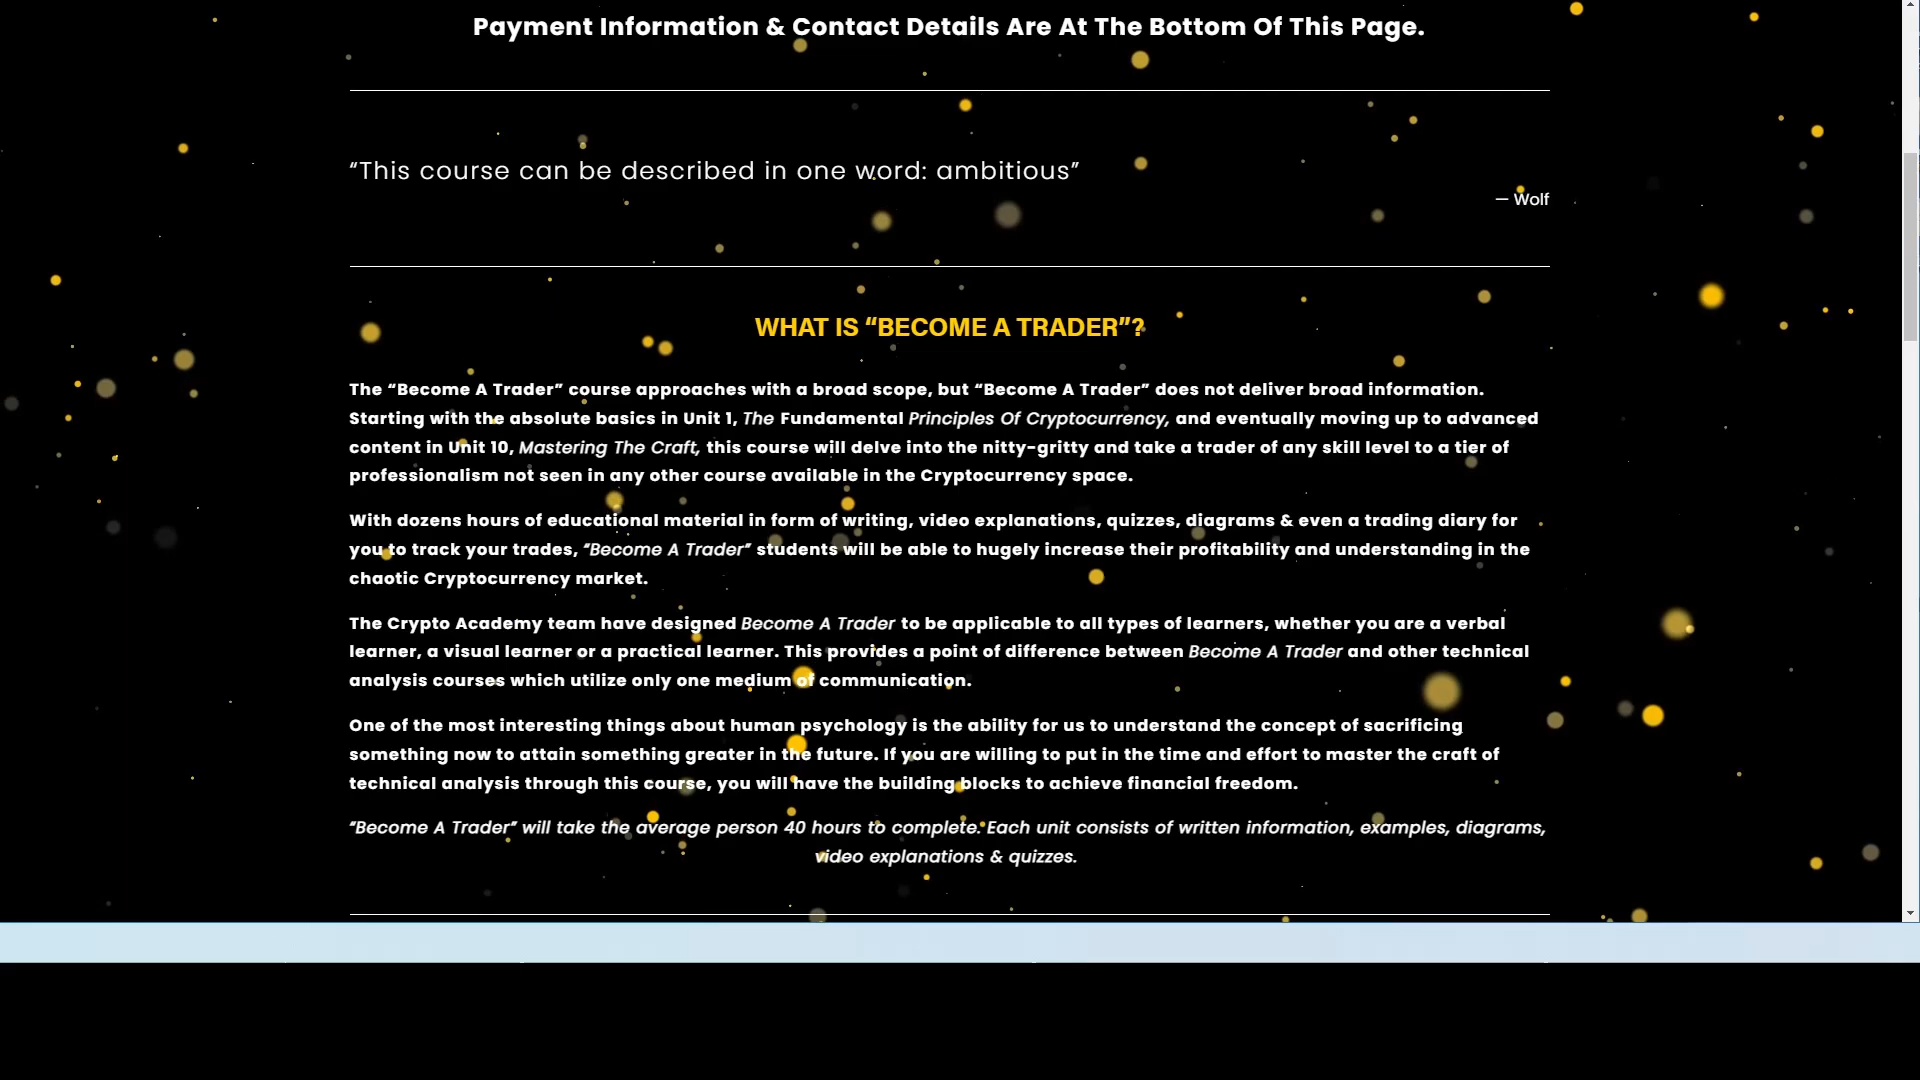 Payment Information & Contact Details Are At The Bottom Of This Page.
“This course can be described in one word: ambitious”
— Wolf
WHAT IS “BECOME A TRADER”?
The “Become A Trader” course approaches with a broad scope, but “Become A Trader” does not deliver broad information.
Starting with the absolute basics in Unit 1, The Fundamental Principles Of Cryptocurrency, and eventually moving up to advanced
content in Unit 10, Mastering The Craft, this course will delve into the nitty-gritty and take a trader of any skill level to a tier of
professionalism not seen in any other course available in the Cryptocurrency space.
With dozens hours of educational material in form of writing, video explanations, quizzes, diagrams & even a trading diary for
you to track your trades, “Become A Trader” students will be able to hugely increase their profitability and understanding in the
chaotic Cryptocurrency market.
The Crypto Academy team have designed Become A Trader to be applicable to all types of learners, whether you are a verbal
learner, a visual learner or a practical learner. This provides a point of difference between Become A Trader and other technical
analysis courses which utilize only one medium of communication.
One of the most interesting things about human psychology is the ability for us to understand the concept of sacrificing
something now to attain something greater in the future. If you are willing to put in the time and effort to master the craft of
technical analysis through this course, you will have the building blocks to achieve financial freedom.
“Become A Trader” will take the average person 40 hours to complete. Each unit consists of written information, examples, diagrams,
video explanations & quizzes.